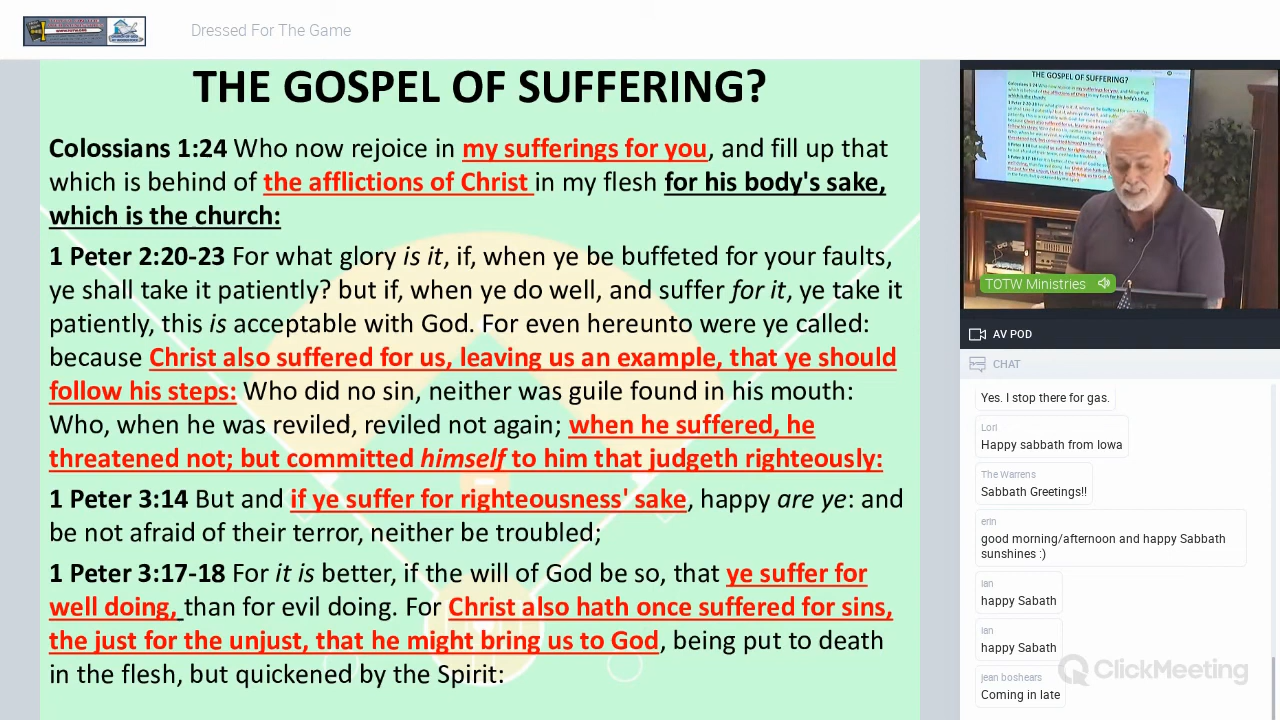 Dressed For The Game
THE GOSPEL OF SUFFERING?
Colossians 1:24 Who now rejoice in my sufferings for you, and fill up that
which is behind of the afflictions of Christ in my flesh for his body's sake,
which is the church:
1 Peter 2:20-23 For what glory is it, if, when ye be buffeted for your faults,
ye shall take it patiently? but if, when ye do well, and suffer for it, ye take it
patiently, this is acceptable with God. For even hereunto were ye called:
because Christ also suffered for us, leaving us an example, that ye should
follow his steps: Who did no sin, neither was guile found in his mouth:
Who, when he was reviled, reviled not again; when he suffered, he
threatened not; but committed himself to him that judgeth righteously:
1 Peter 3:14 But and if ye suffer for righteousness' sake, happy are ye: and
be not afraid of their terror, neither be troubled;
1 Peter 3:17-18 For it is better, if the will of God be so, that ye suffer for
well doing, than for evil doing. For Christ also hath once suffered for sins,
the just for the unjust, that he might bring us to God, being put to death
in the flesh, but quickened by the Spirit:
THE GOSPEL OF SUFFERING?
TOTW Ministries
AV POD
CHAT
Yes. I stop there for gas.
Lori
Happy sabbath from Iowa
The Warrens
Sabbath Greetings!!
erin
good morning/afternoon and happy Sabbath
sunshines :)
ian
happy Sabath
ian
happy Sabath
jean boshears
Coming in late
ClickMeeting